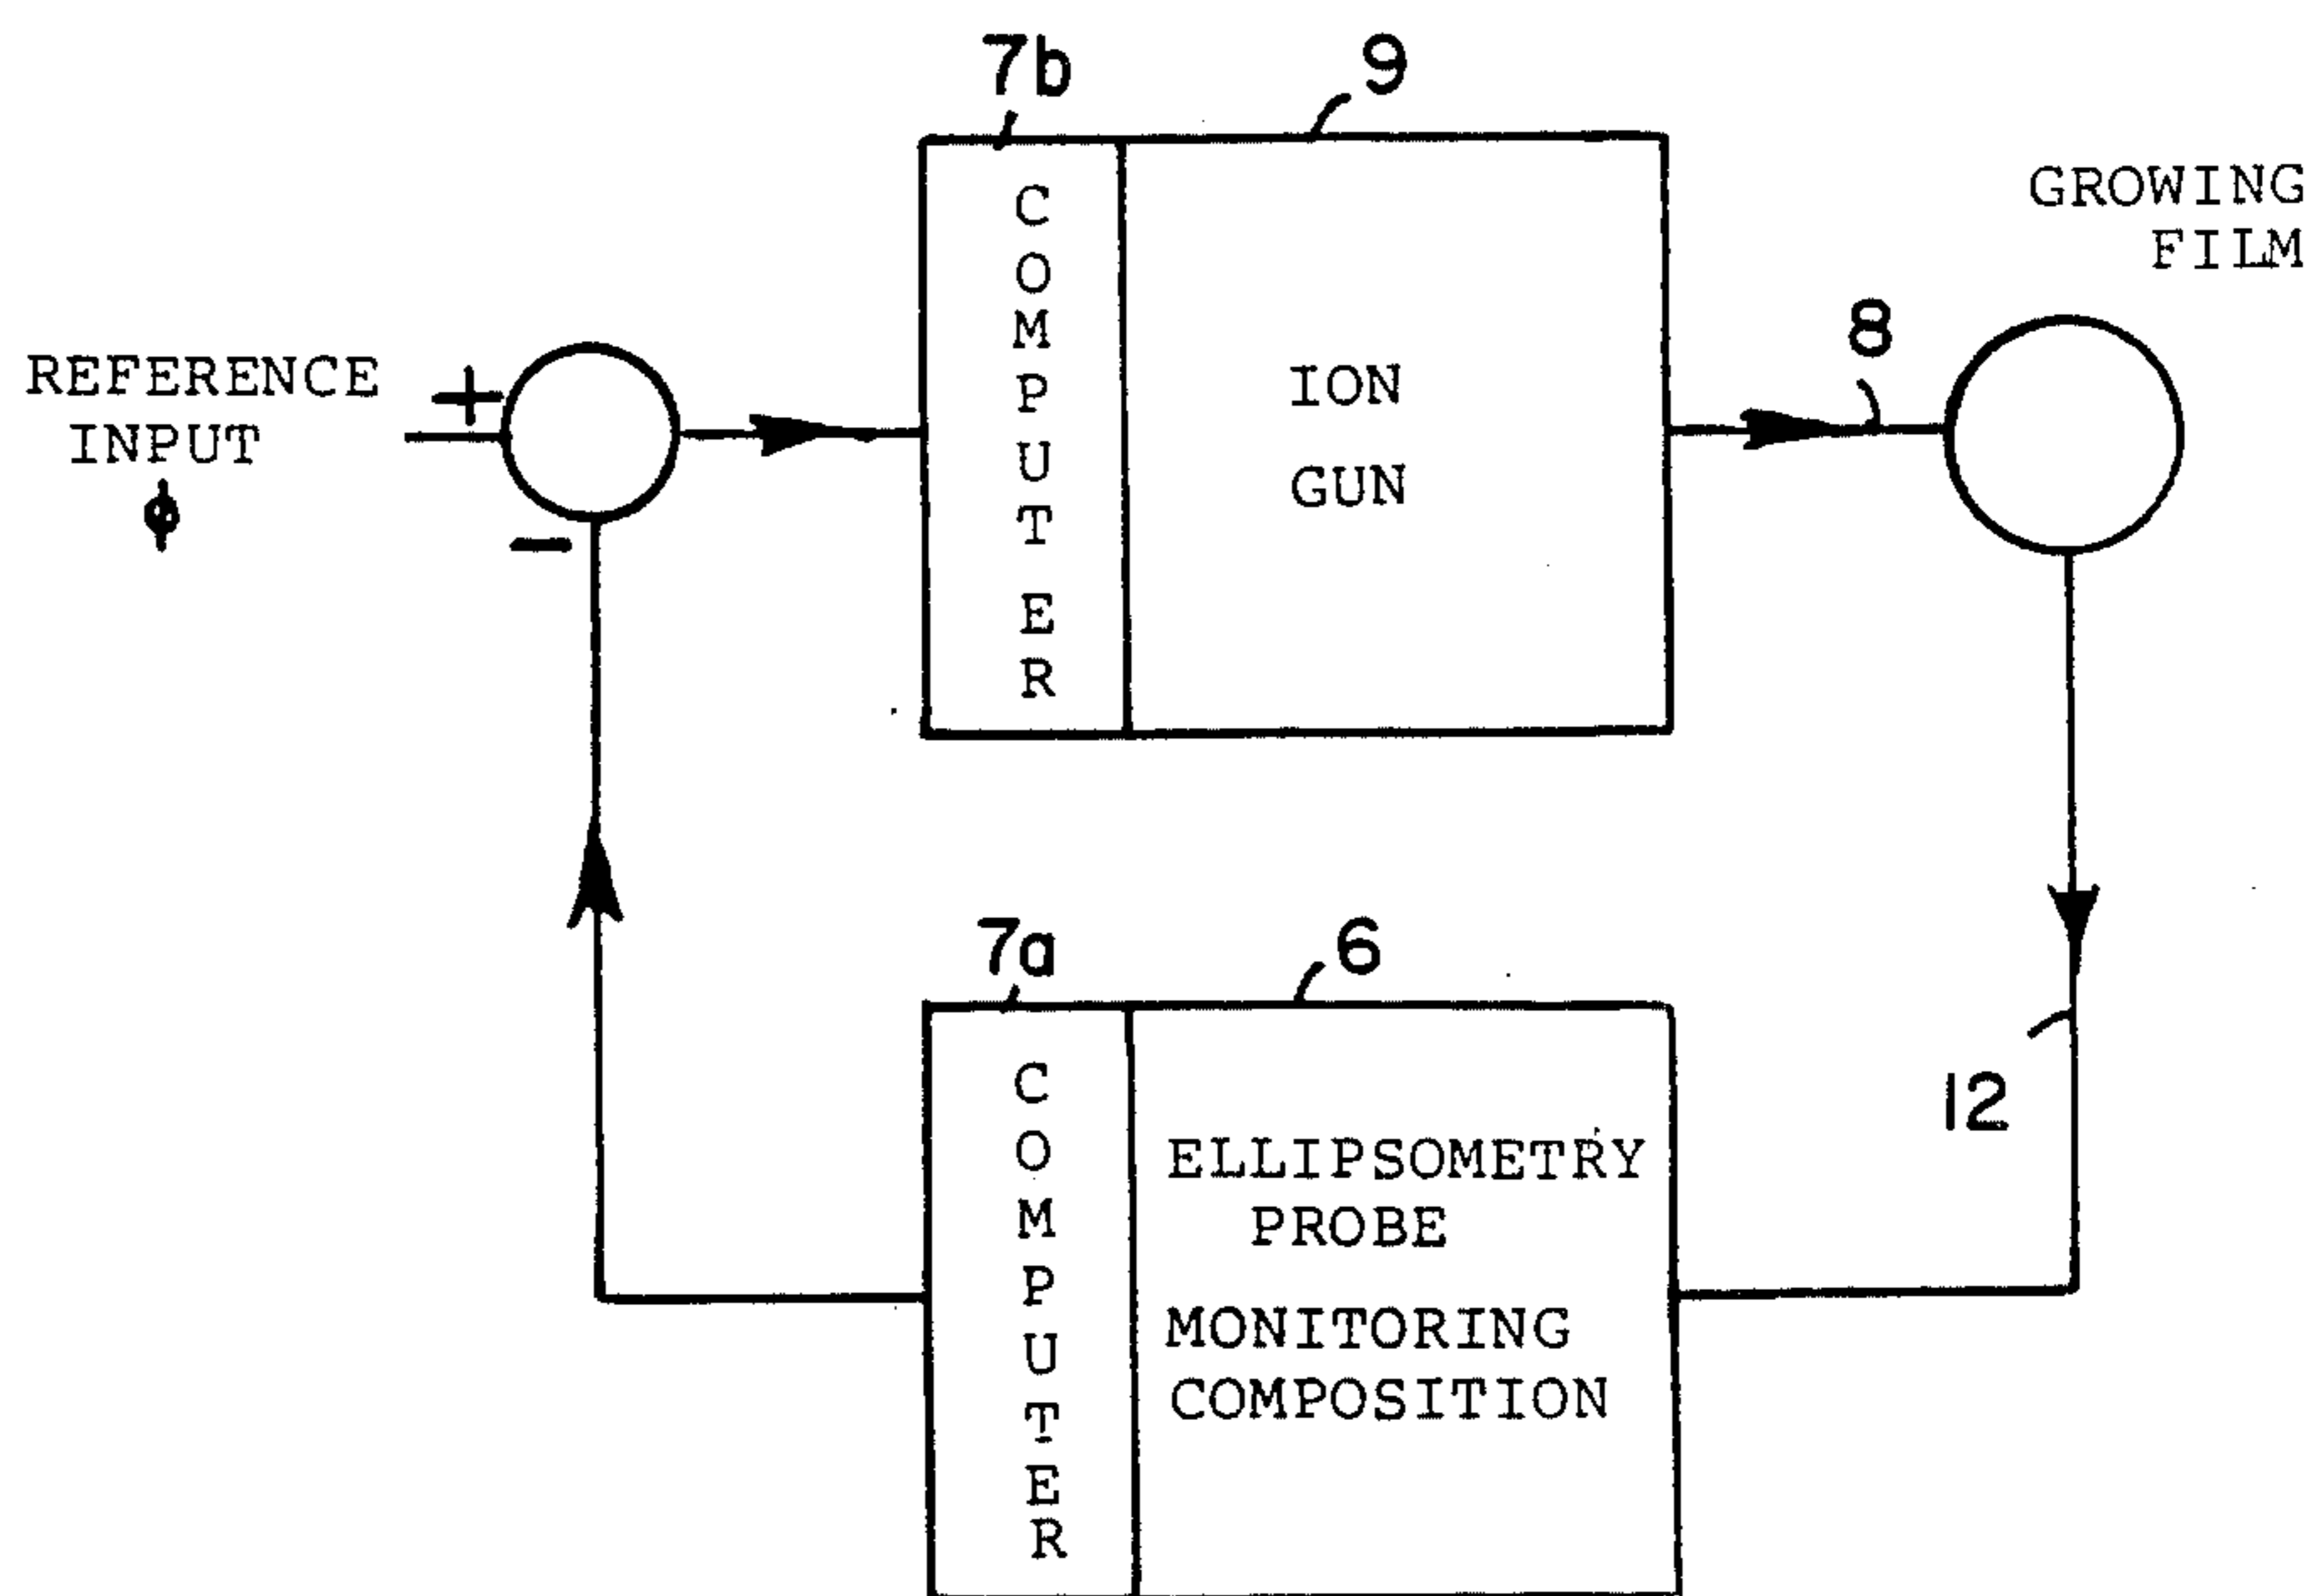 7b
9
GROWING
FILM
8
REFERENCE
INPUT
ϕ
+
−
C
O
M
P
U
T
E
R
ION
GUN
7a
6
12
C
O
M
P
U
T
E
R
ELLIPSOMETRY
PROBE
MONITORING
COMPOSITION